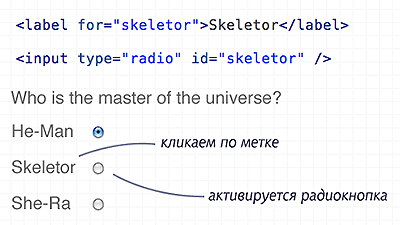 <label for="skeletor">Skeletor</label>
<input type="radio" id="skeletor" />
Who is the master of the universe?
He-Man
кликаем по метке
Skeletor
активируется радиокнопка
She-Ra